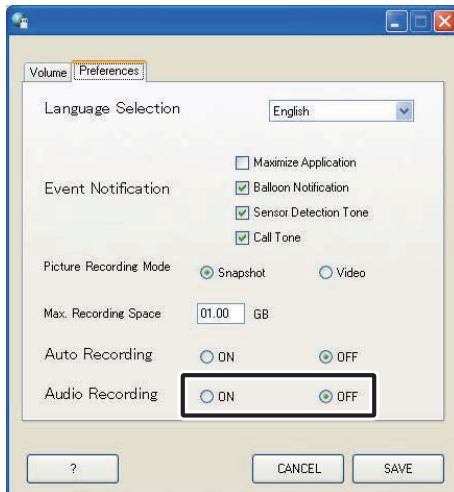 Volume Preferences
Language Selection English
Maximize Application
Event Notification Balloon Notification
Sensor Detection Tone
Call Tone
Picture Recording Mode Snapshot Video
Max. Recording Space 01.00 GB
Auto Recording ON OFF
Audio Recording ON OFF
? CANCEL SAVE